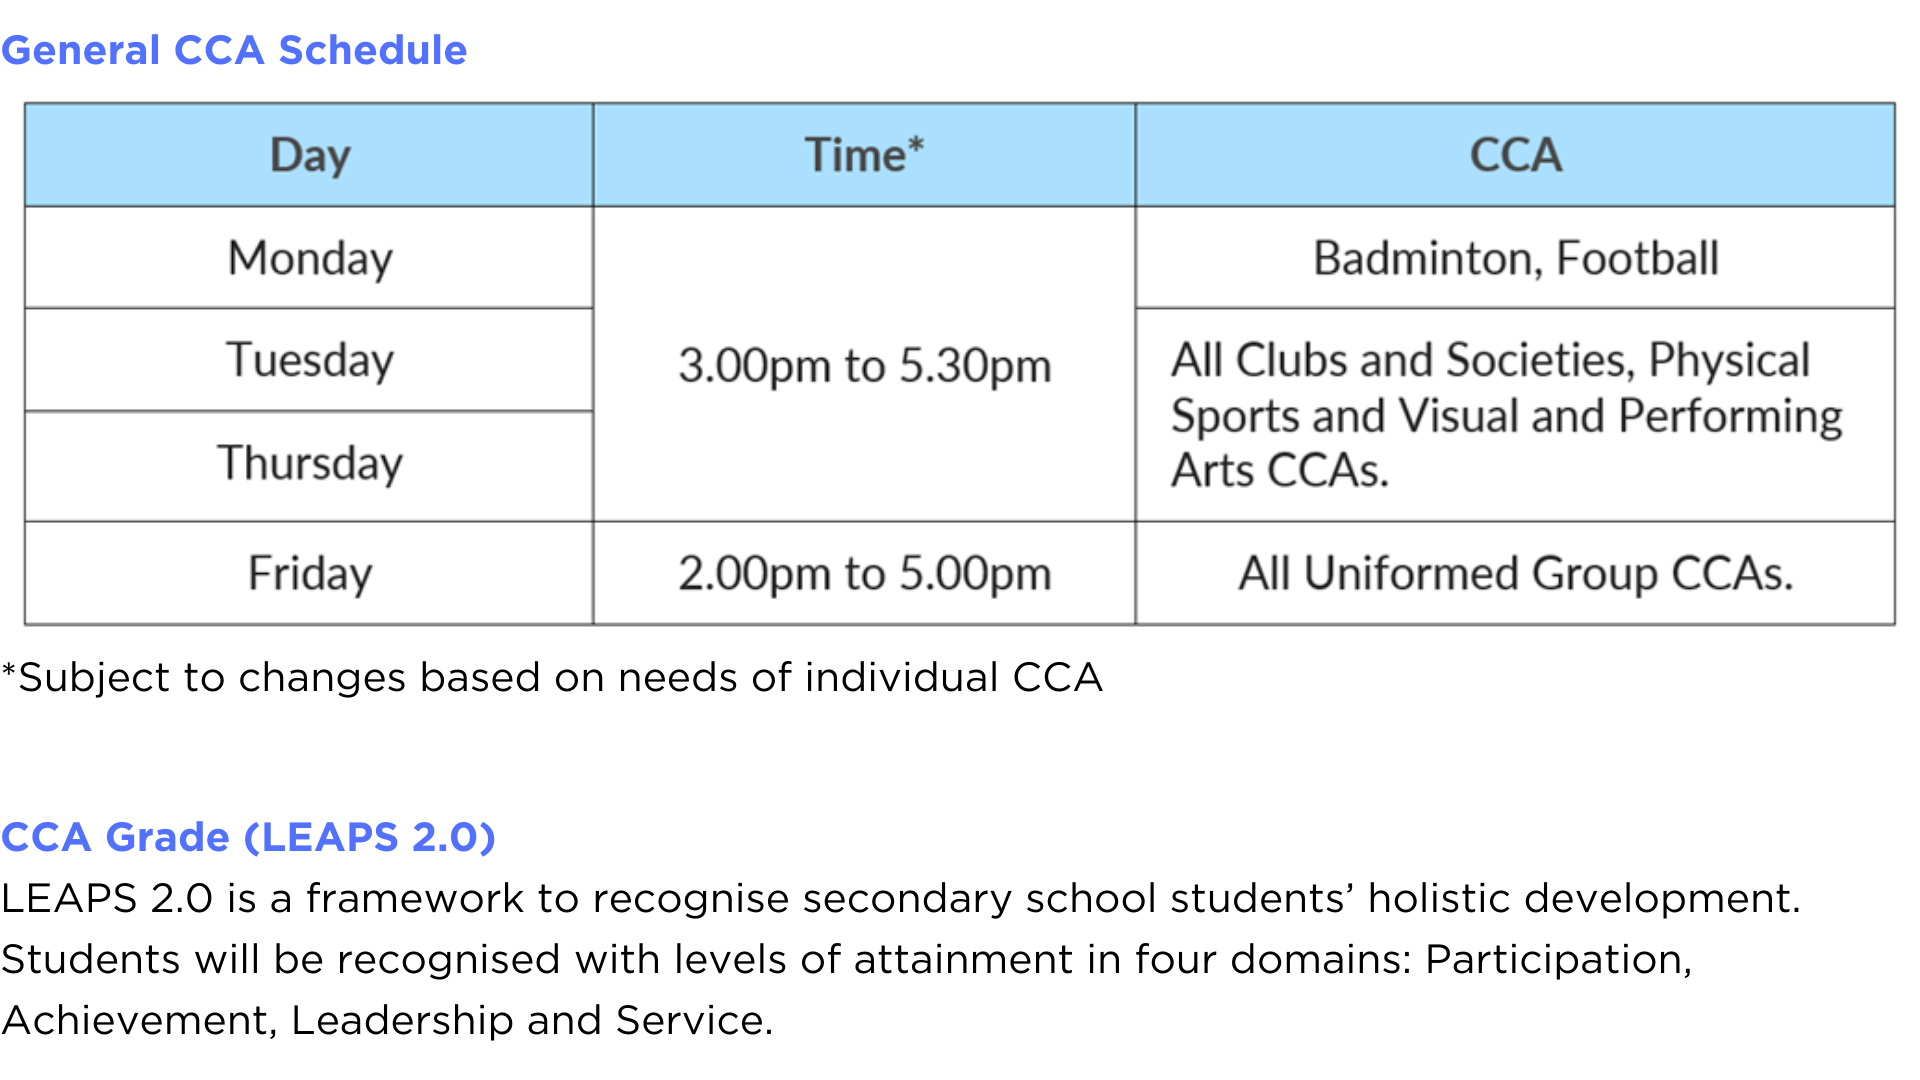 General CCA Schedule
Day Time* CCA
Monday Badminton, Football
Tuesday 3.00pm to 5.30pm All Clubs and Societies, Physical
Sports and Visual and Performing
Thursday Arts CCAs.
Friday 2.00pm to 5.00pm All Uniformed Group CCAs.
*Subject to changes based on needs of individual CCA
CCA Grade (LEAPS 2.0)
LEAPS 2.0 is a framework to recognise secondary school students’ holistic development.
Students will be recognised with levels of attainment in four domains: Participation,
Achievement, Leadership and Service.